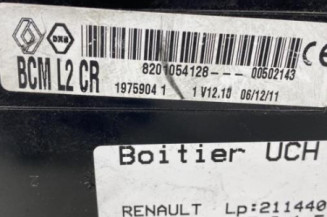 BCM L2 CR
8201054128--- 00502143
1975904 1 1 V12.10 06/12/11
Boitier UCH
RENAULT Lp:211440